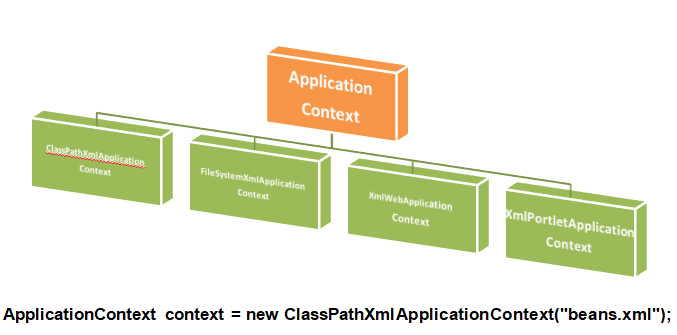 Application
Context
ClassPathXmlApplication
Context
FileSystemXmlApplication
Context
XmlWebApplication
Context
XmlPortletApplication
Context
ApplicationContext context = new ClassPathXmlApplicationContext("beans.xml");